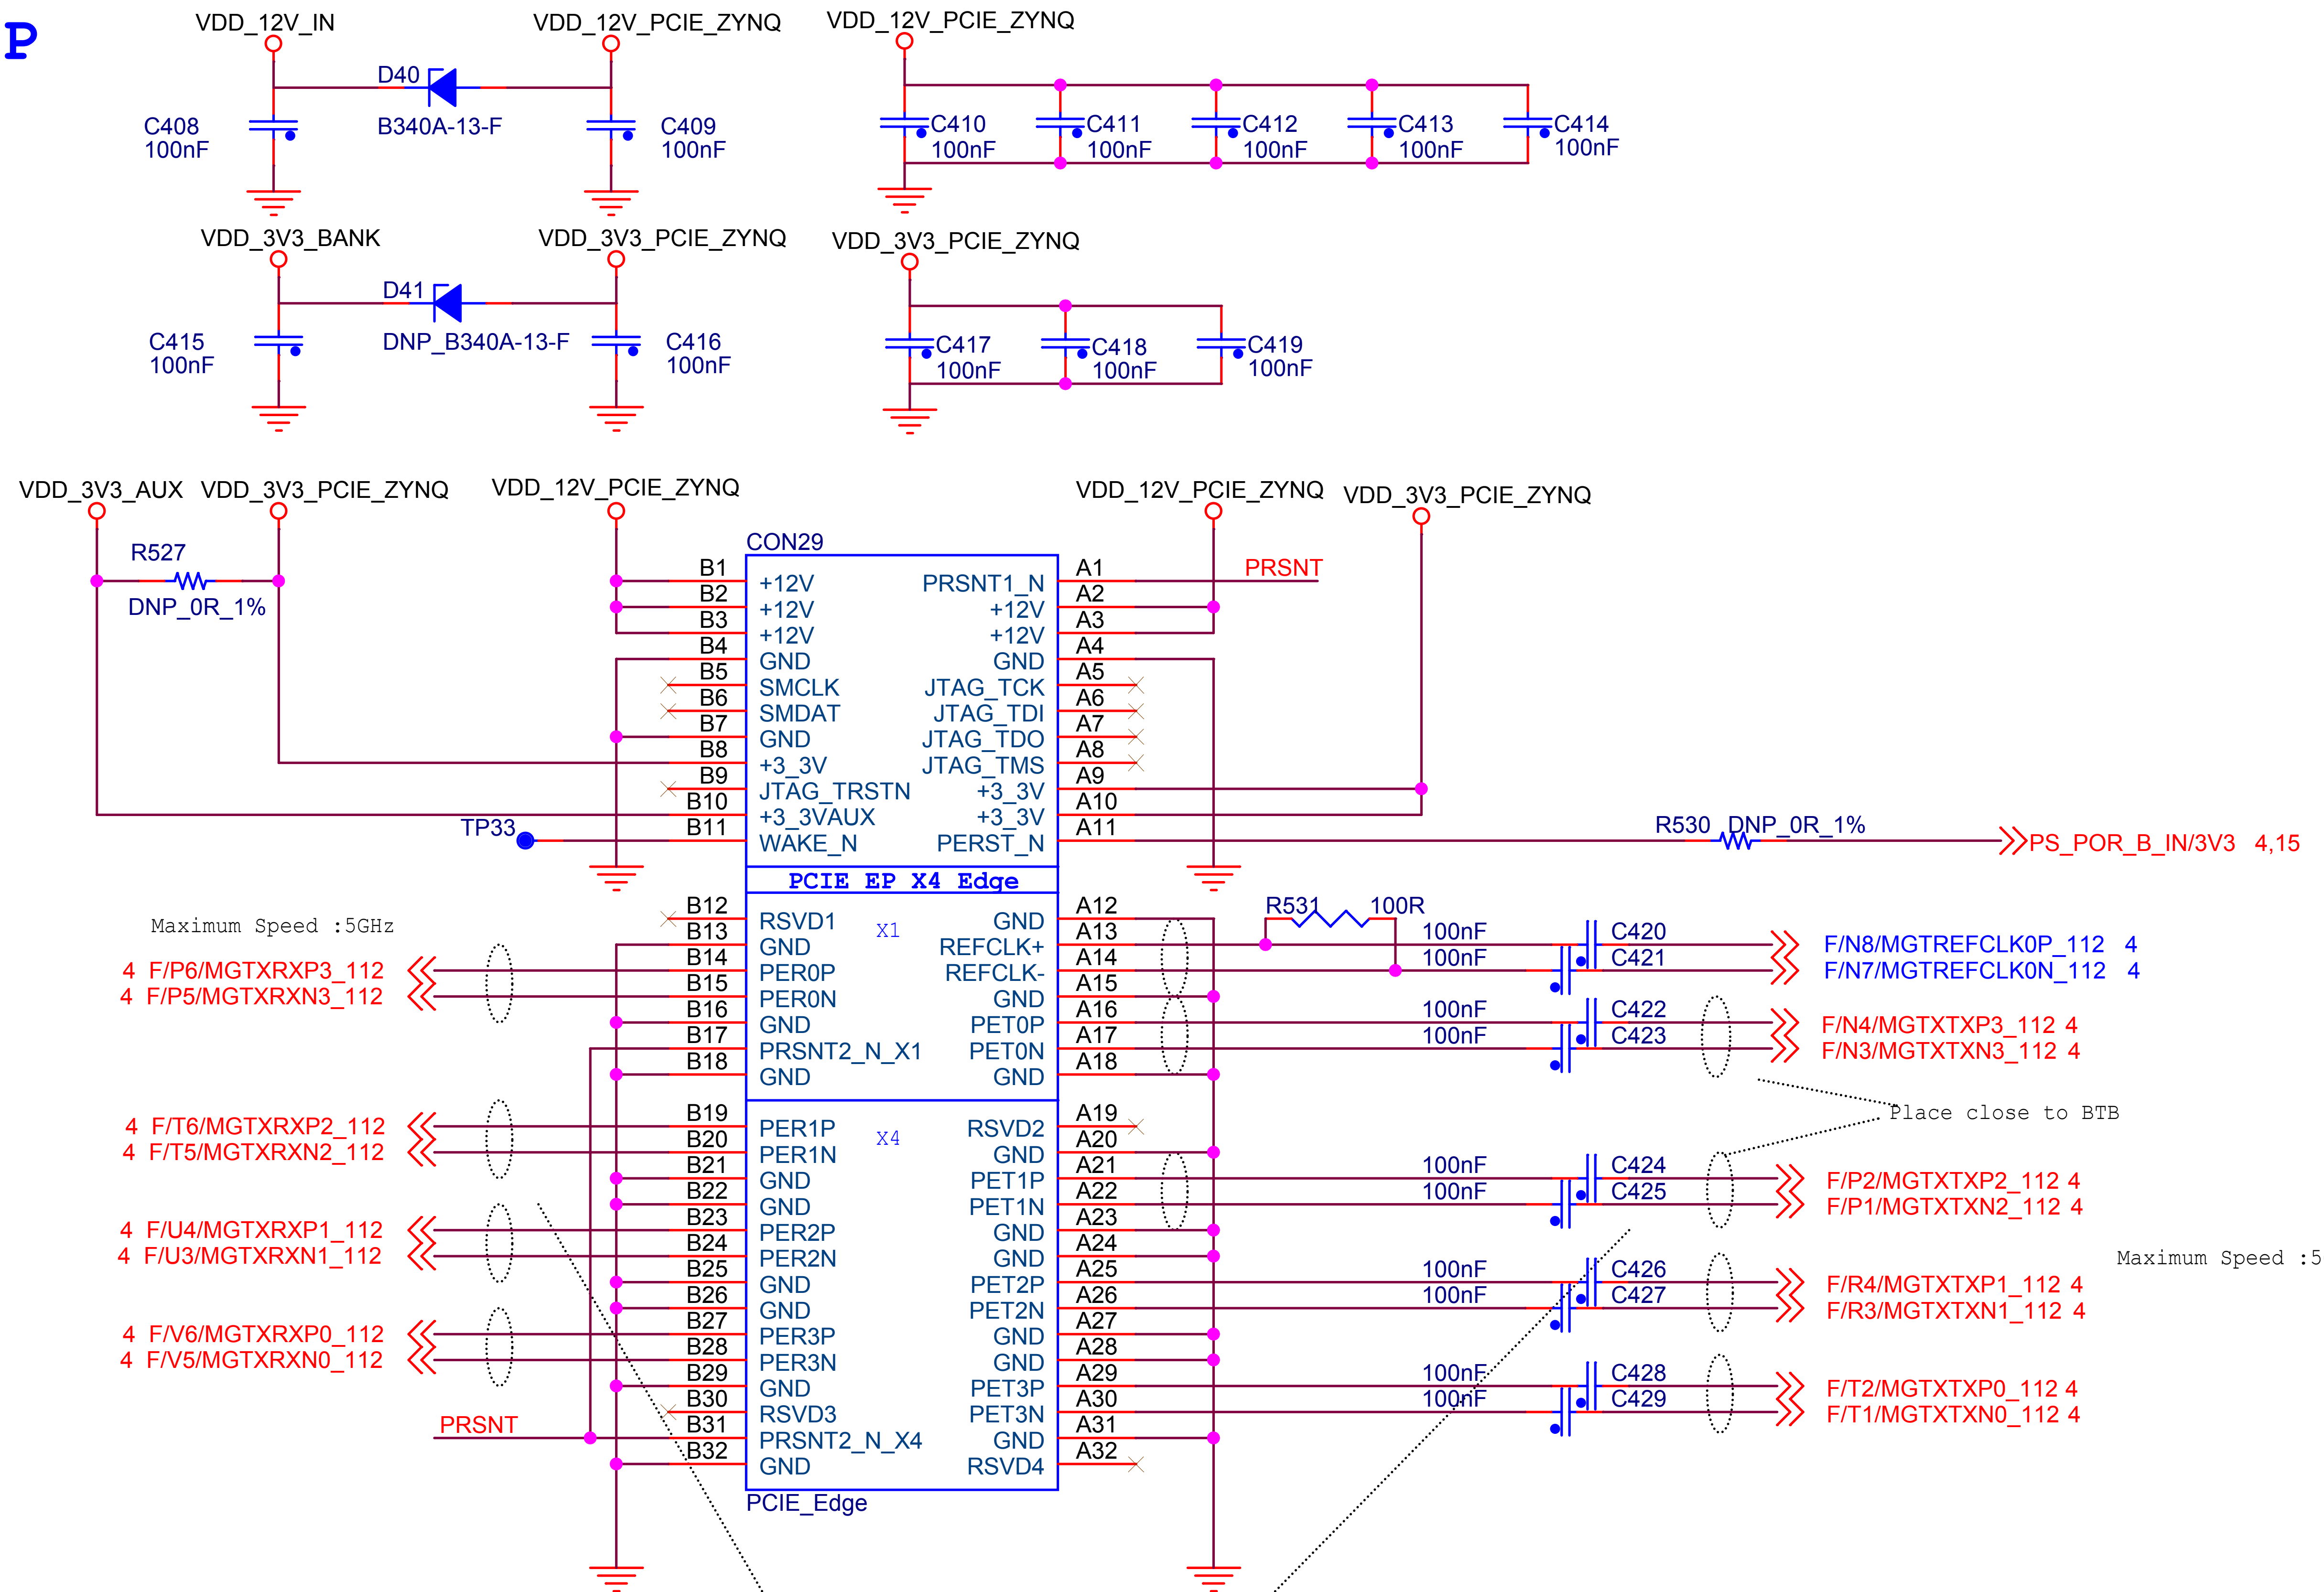 P
VDD_12V_IN
VDD_12V_PCIE_ZYNQ
VDD_12V_PCIE_ZYNQ
D40
B340A-13-F
C408
100nF
C409
100nF
C410
100nF
C411
100nF
C412
100nF
C413
100nF
C414
100nF
VDD_3V3_BANK
VDD_3V3_PCIE_ZYNQ
VDD_3V3_PCIE_ZYNQ
D41
DNP_B340A-13-F
C415
100nF
C416
100nF
C417
100nF
C418
100nF
C419
100nF
VDD_3V3_AUX
VDD_3V3_PCIE_ZYNQ
VDD_12V_PCIE_ZYNQ
VDD_12V_PCIE_ZYNQ
VDD_3V3_PCIE_ZYNQ
R527
DNP_0R_1%
CON29
B1 +12V PRSNT1_N A1 PRSNT
B2 +12V +12V A2
B3 +12V +12V A3
B4 GND GND A4
B5 SMCLK JTAG_TCK A5
B6 SMDAT JTAG_TDI A6
B7 GND JTAG_TDO A7
B8 +3_3V JTAG_TMS A8
B9 JTAG_TRSTN +3_3V A9
B10 +3_3VAUX +3_3V A10
TP33 B11 WAKE_N PERST_N A11 R530 DNP_0R_1% PS_POR_B_IN/3V3 4,15
PCIE EP X4 Edge
Maximum Speed :5GHz
B12 RSVD1 X1 GND A12 R531 100R
B13 GND REFCLK+ A13 100nF C420 F/N8/MGTREFCLK0P_112 4
4 F/P6/MGTXRXP3_112 B14 PER0P REFCLK- A14 100nF C421 F/N7/MGTREFCLK0N_112 4
4 F/P5/MGTXRXN3_112 B15 PER0N GND A15
B16 GND PET0P A16 100nF C422 F/N4/MGTXTXP3_112 4
B17 PRSNT2_N_X1 PET0N A17 100nF C423 F/N3/MGTXTXN3_112 4
B18 GND GND A18
Place close to BTB
4 F/T6/MGTXRXP2_112 B19 PER1P X4 RSVD2 A19
4 F/T5/MGTXRXN2_112 B20 PER1N GND A20
B21 GND PET1P A21 100nF C424 F/P2/MGTXTXP2_112 4
B22 GND PET1N A22 100nF C425 F/P1/MGTXTXN2_112 4
4 F/U4/MGTXRXP1_112 B23 PER2P GND A23
4 F/U3/MGTXRXN1_112 B24 PER2N GND A24
Maximum Speed :5
B25 GND PET2P A25 100nF C426 F/R4/MGTXTXP1_112 4
B26 GND PET2N A26 100nF C427 F/R3/MGTXTXN1_112 4
4 F/V6/MGTXRXP0_112 B27 PER3P GND A27
4 F/V5/MGTXRXN0_112 B28 PER3N GND A28
B29 GND PET3P A29 100nF C428 F/T2/MGTXTXP0_112 4
B30 RSVD3 PET3N A30 100nF C429 F/T1/MGTXTXN0_112 4
PRSNT B31 PRSNT2_N_X4 GND A31
B32 GND RSVD4 A32
PCIE_Edge